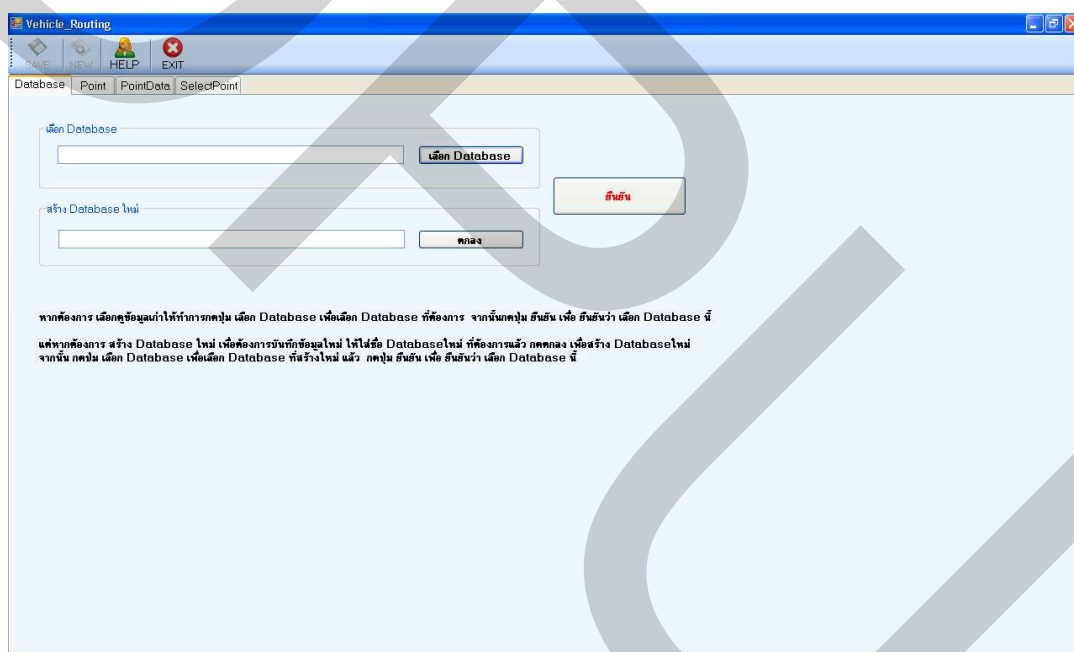 Vehicle_Routing
SAVE NEW HELP EXIT
Database Point PointData SelectPoint
เลือก Database
เลือก Database
ยืนยัน
สร้าง Database ใหม่
ตกลง
หากต้องการ เลือกดูข้อมูลเก่าให้ทำการกดปุ่ม เลือก Database เพื่อเลือก Database ที่ต้องการ จากนั้นกดปุ่ม ยืนยัน เพื่อ ยืนยันว่า เลือก Database นี้
แต่หากต้องการ สร้าง Database ใหม่ เพื่อต้องการบันทึกข้อมูลใหม่ ให้ใส่ชื่อ Databaseใหม่ ที่ต้องการแล้ว กดตกลง เพื่อสร้าง Databaseใหม่
จากนั้น กดปุ่ม เลือก Database เพื่อเลือก Database ที่สร้างใหม่ แล้ว กดปุ่ม ยืนยัน เพื่อ ยืนยันว่า เลือก Database นี้